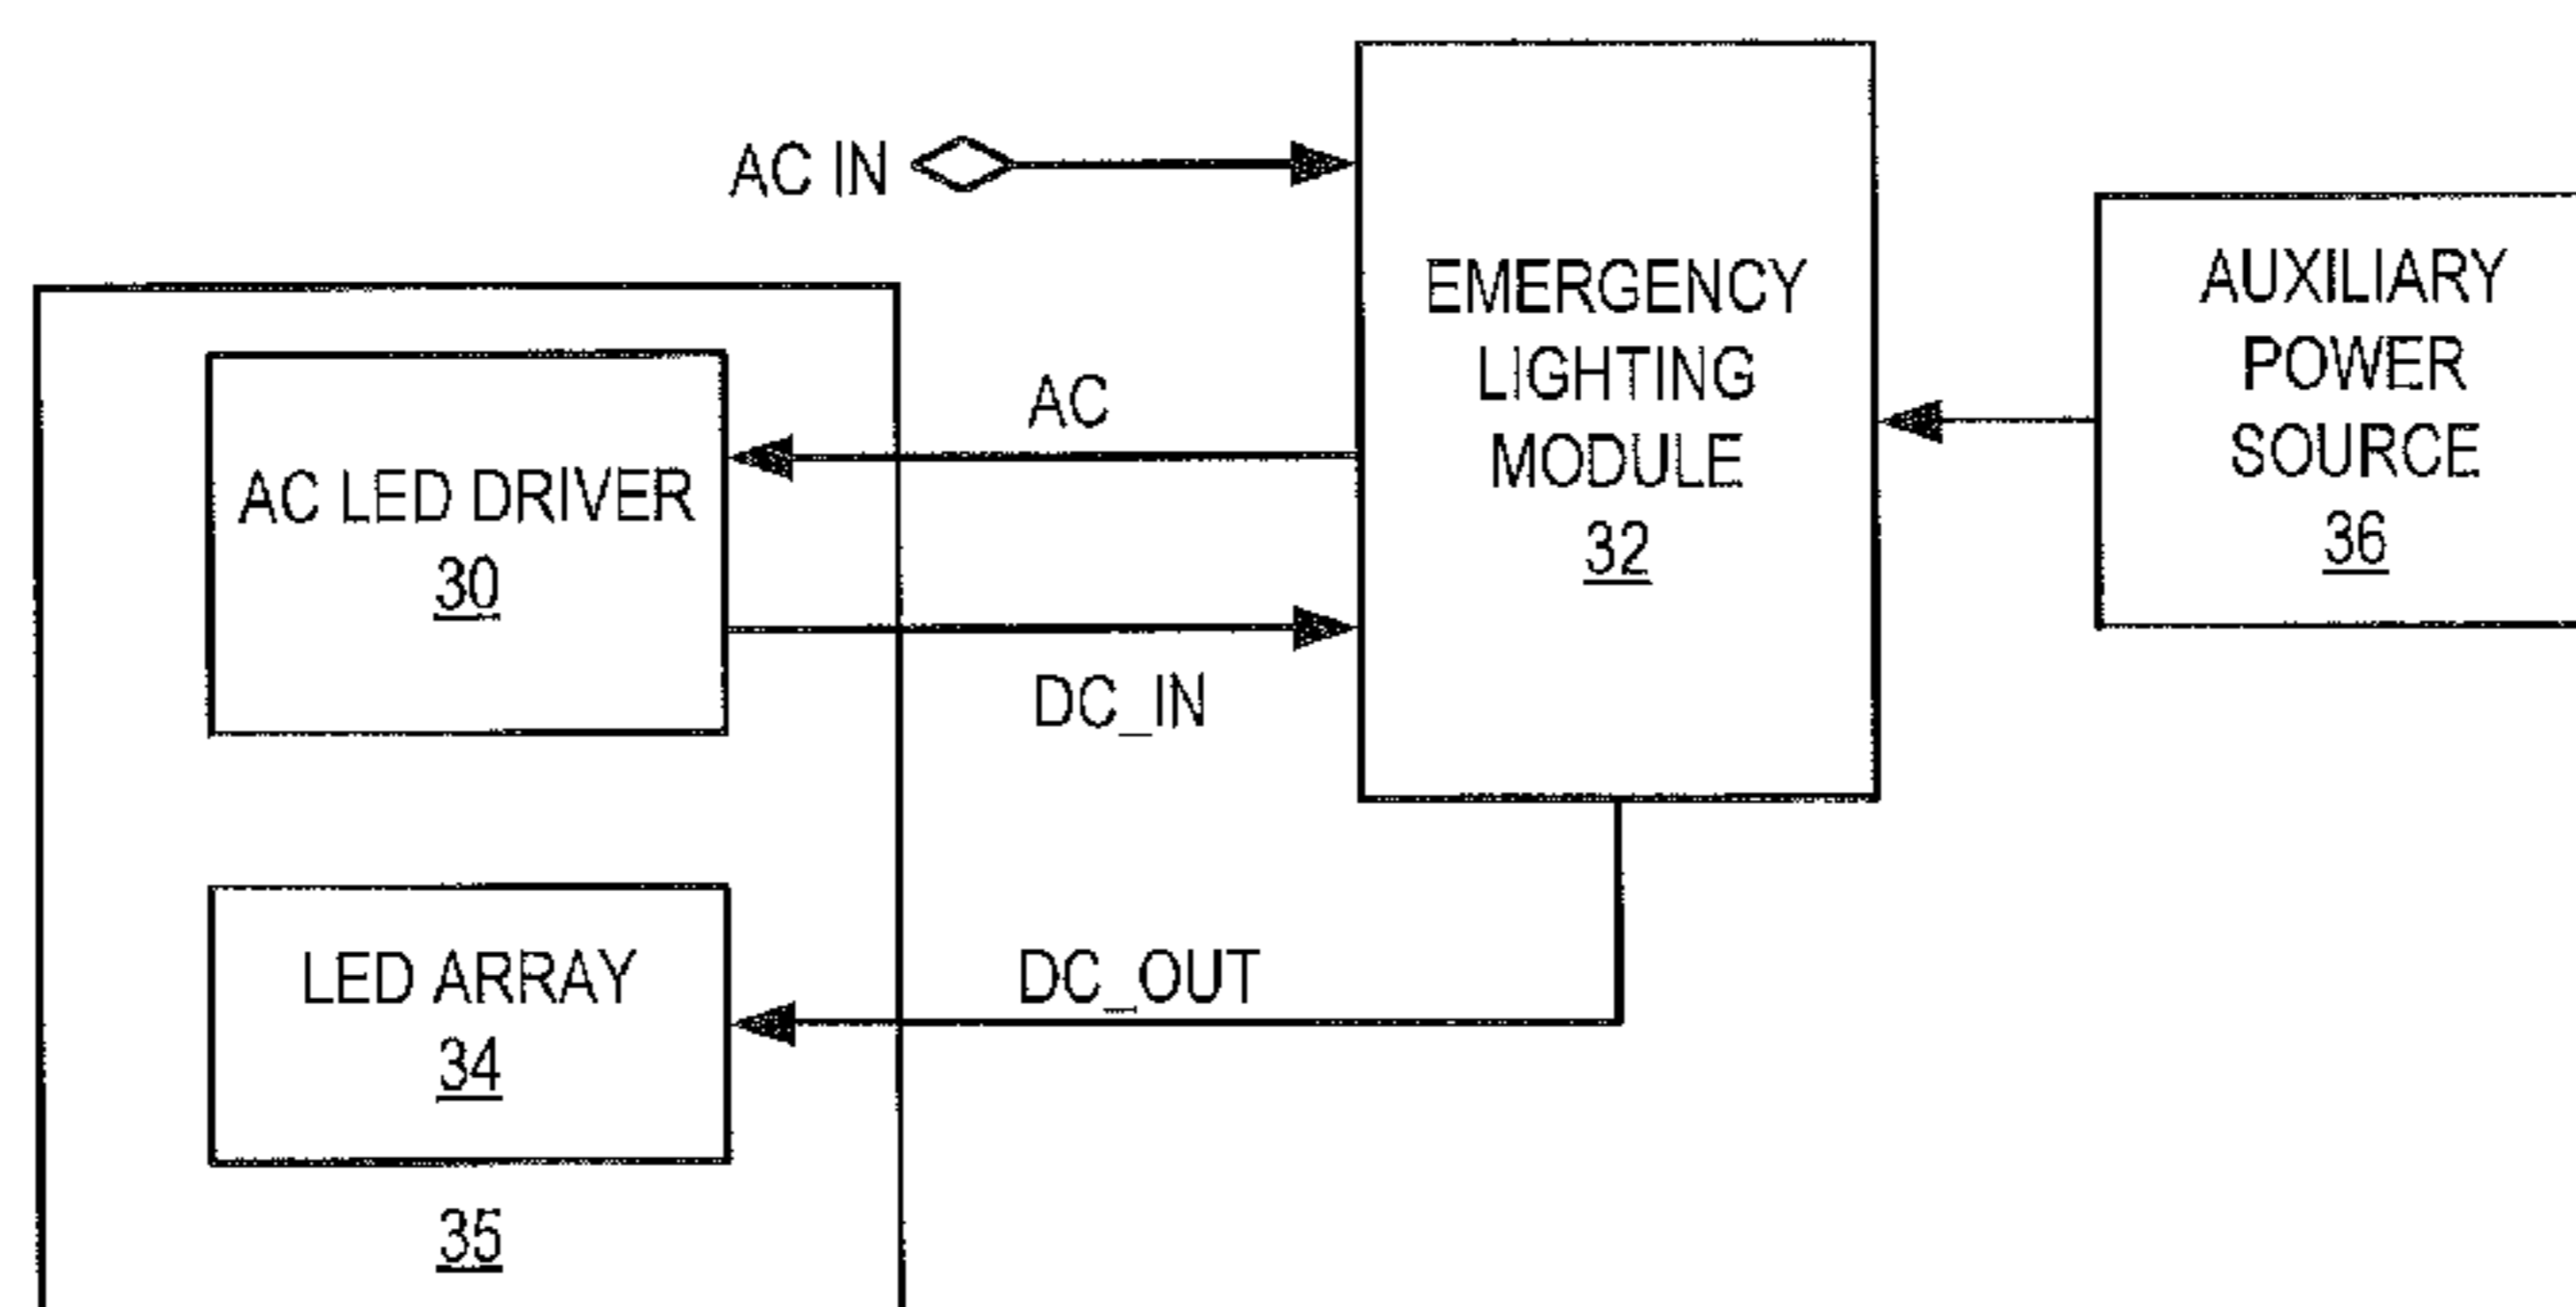 AC IN
EMERGENCY
LIGHTING
MODULE
32
AUXILIARY
POWER
SOURCE
36
AC
AC LED DRIVER
30
DC_IN
LED ARRAY
34
DC_OUT
35